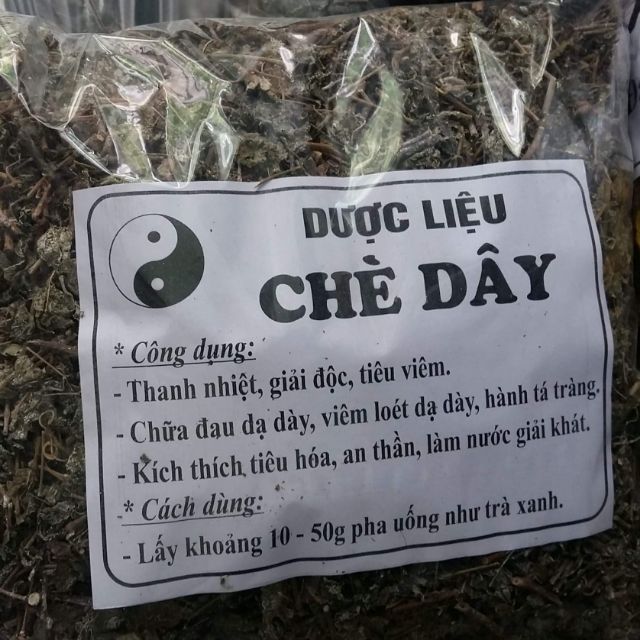 DƯỢC LIỆU
CHÈ DÂY
* Công dụng:
- Thanh nhiệt, giải độc, tiêu viêm.
- Chữa đau dạ dày, viêm loét dạ dày, hành tá tràng.
- Kích thích tiêu hóa, an thần, làm nước giải khát.
* Cách dùng:
- Lấy khoảng 10 - 50g pha uống như trà xanh.